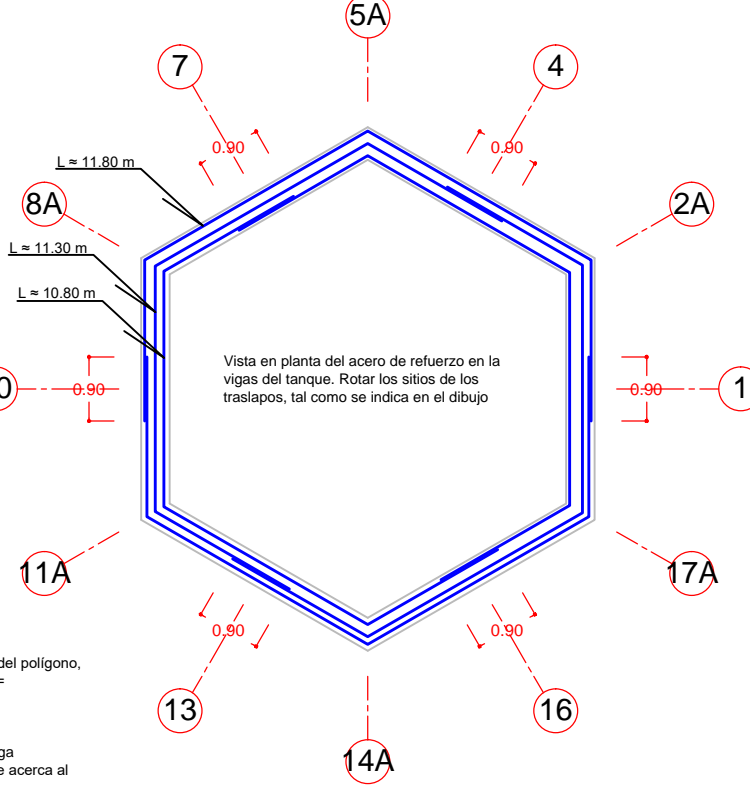 5A
7
4
0.90
0.90
L ≈ 11.80 m
8A
2A
L ≈ 11.30 m
L ≈ 10.80 m
Vista en planta del acero de refuerzo en la
vigas del tanque. Rotar los sitios de los
traslapos, tal como se indica en el dibujo
0
0.90
0.90
1
11A
17A
0.90
0.90
del polígono,
=
13
16
ga
e acerca al
14A